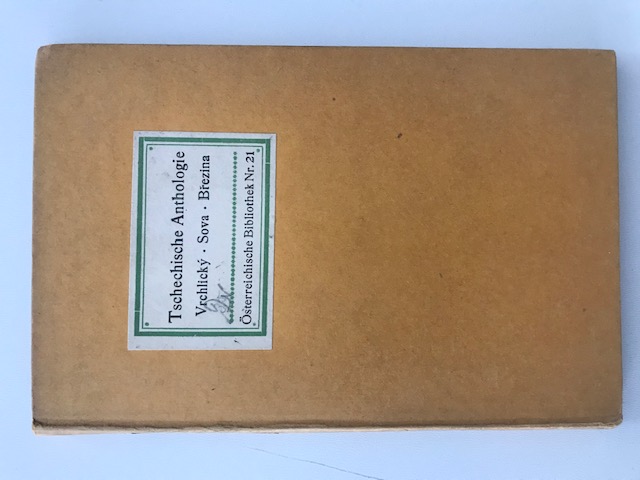 Tschechische Anthologie
Vrchlický · Sova · Březina
Österreichische Bibliothek Nr. 21